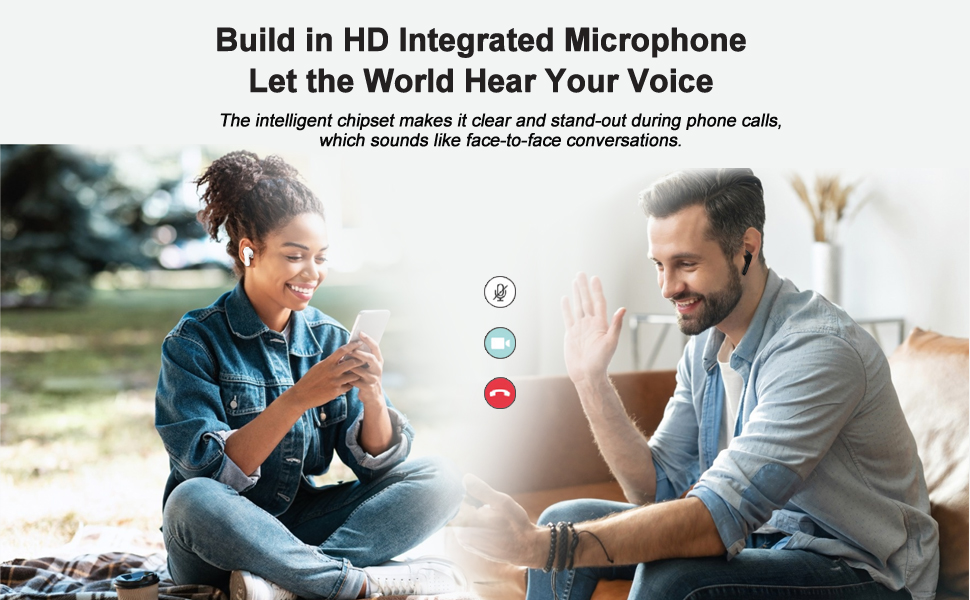 Build in HD Integrated Microphone
Let the World Hear Your Voice
The intelligent chipset makes it clear and stand-out during phone calls,
which sounds like face-to-face conversations.